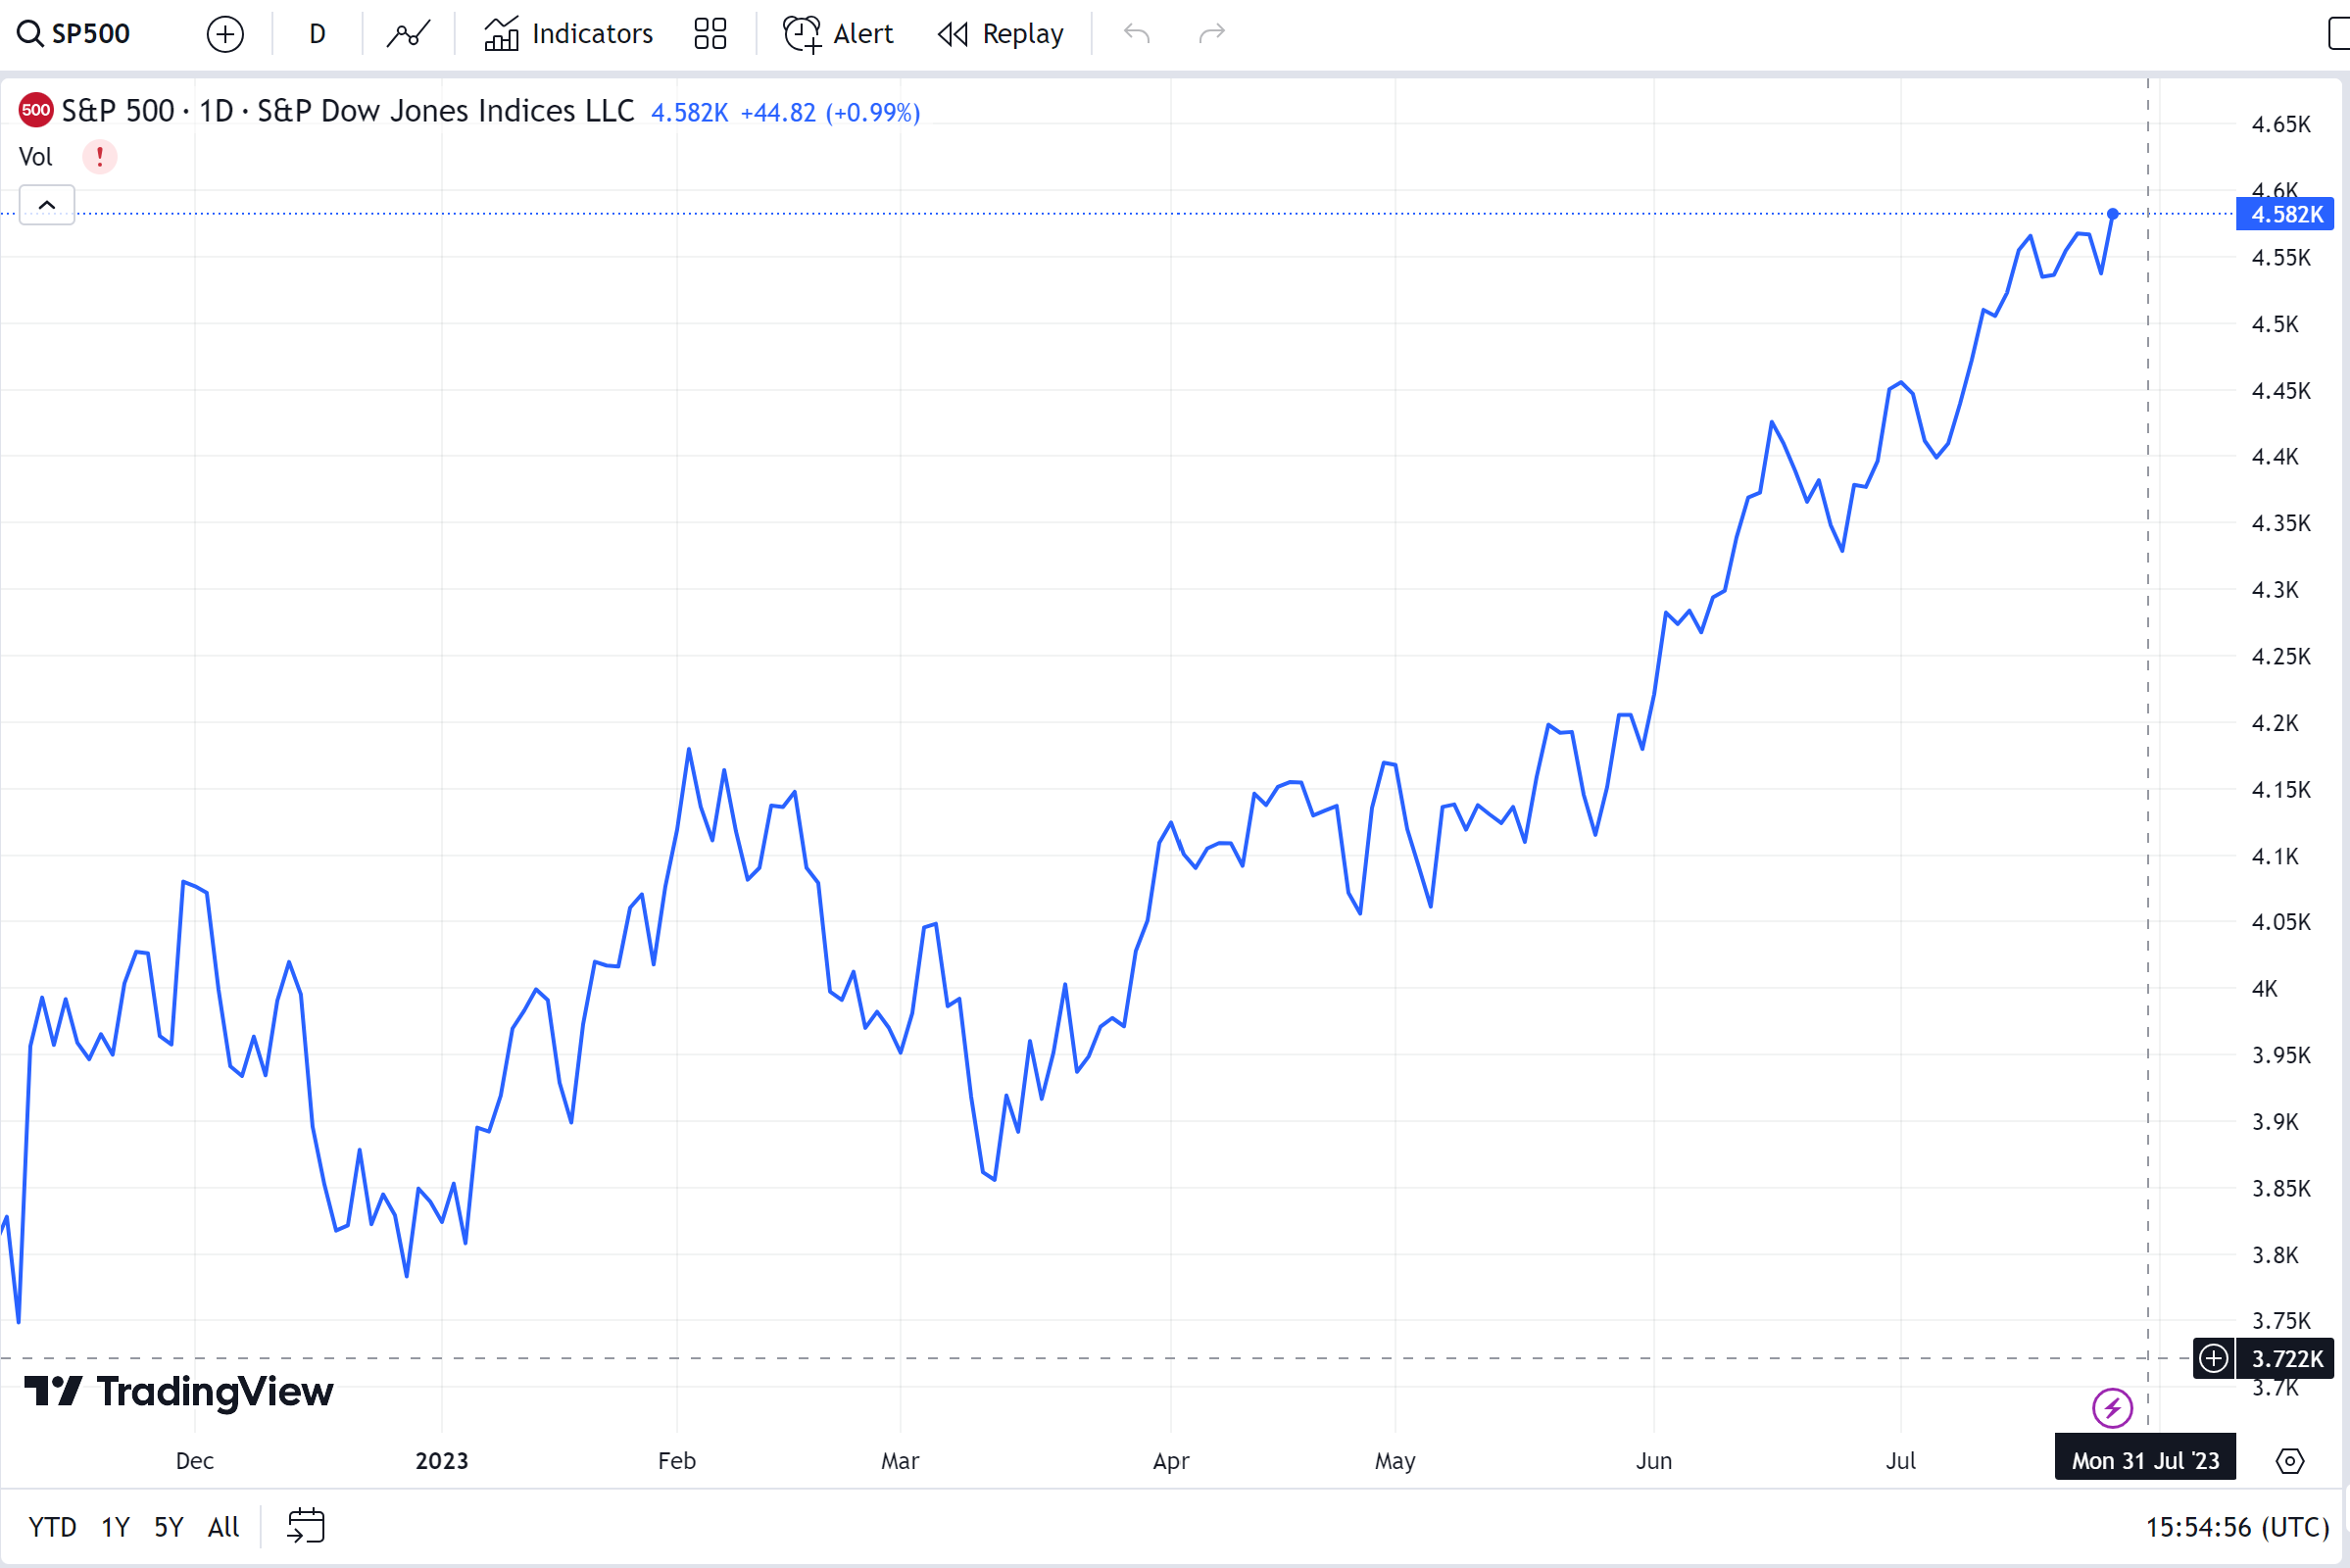 SP500 D Indicators Alert Replay
500 S&P 500 · 1D · S&P Dow Jones Indices LLC 4.582K +44.82 (+0.99%)
Vol !
4.65K
4.6K
4.582K
4.55K
4.5K
4.45K
4.4K
4.35K
4.3K
4.25K
4.2K
4.15K
4.1K
4.05K
4K
3.95K
3.9K
3.85K
3.8K
3.75K
3.722K
3.7K
TradingView
Dec 2023 Feb Mar Apr May Jun Jul Mon 31 Jul '23
YTD 1Y 5Y All 15:54:56 (UTC)